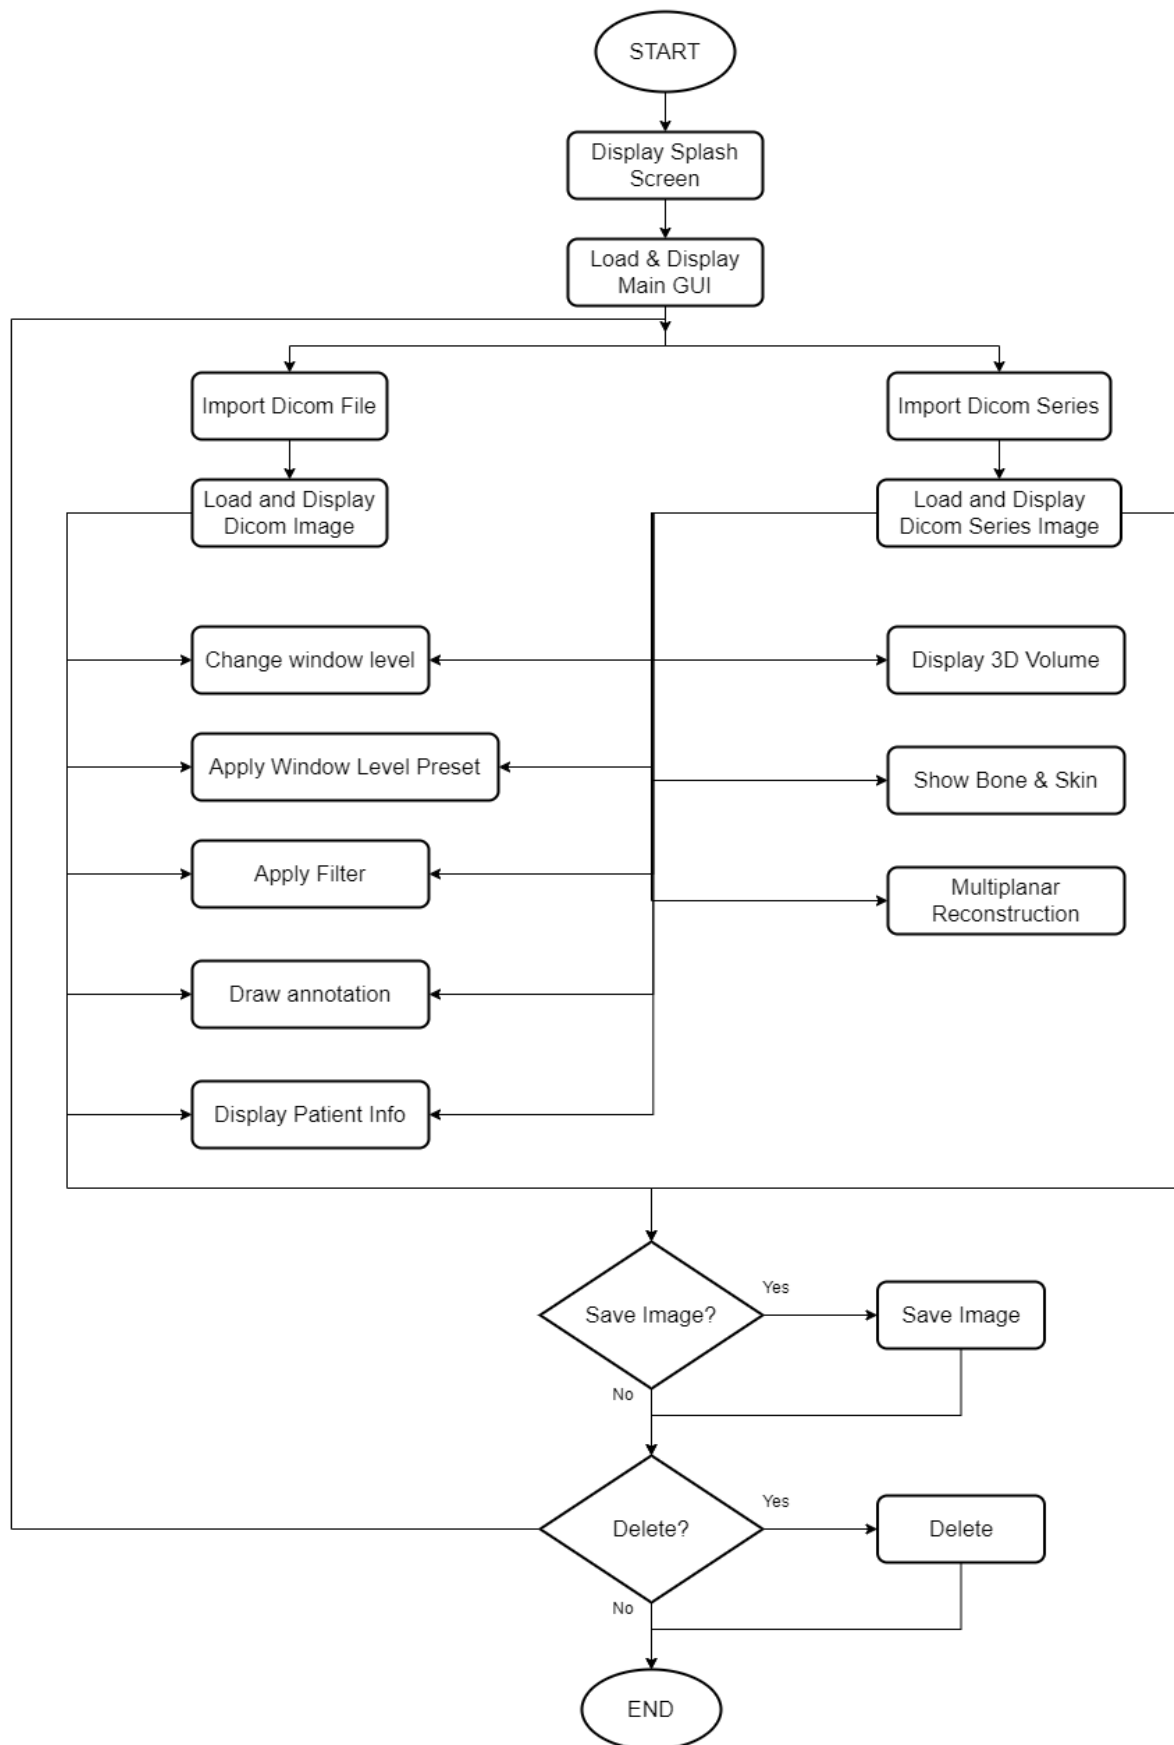 START
Display Splash
Screen
Load & Display
Main GUI
Import Dicom File
Import Dicom Series
Load and Display
Dicom Image
Load and Display
Dicom Series Image
Change window level
Display 3D Volume
Apply Window Level Preset
Show Bone & Skin
Apply Filter
Multiplanar
Reconstruction
Draw annotation
Display Patient Info
Save Image?
Yes
Save Image
No
Delete?
Yes
Delete
No
END